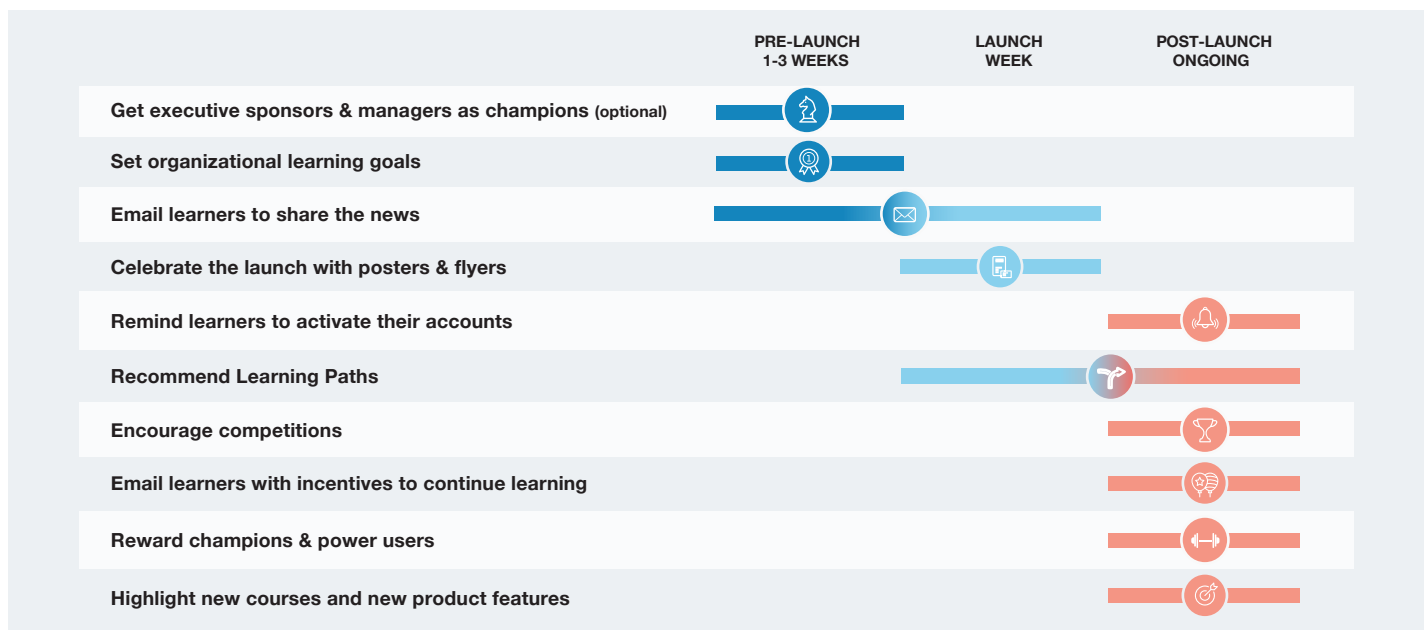 PRE-LAUNCH
1-3 WEEKS
LAUNCH
WEEK
POST-LAUNCH
ONGOING
Get executive sponsors & managers as champions (optional)
1
Set organizational learning goals
Email learners to share the news
Celebrate the launch with posters & flyers
Remind learners to activate their accounts
Recommend Learning Paths
Encourage competitions
Email learners with incentives to continue learning
Reward champions & power users
Highlight new courses and new product features